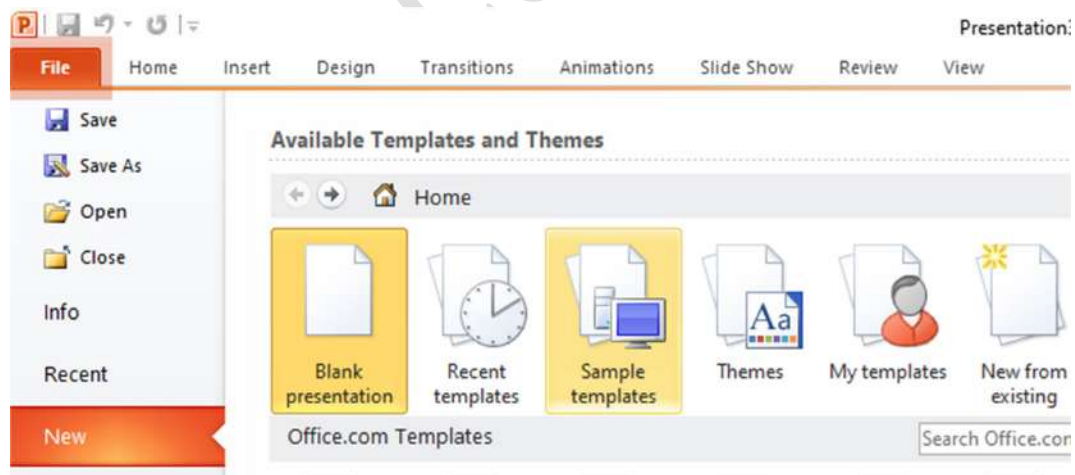 P
Presentation3
File Home Insert Design Transitions Animations Slide Show Review View
Save
Save As
Open
Close
Info
Recent
New
Available Templates and Themes
Home
Blank presentation
Recent templates
Sample templates
Aa
Themes
My templates
New from existing
Office.com Templates
Search Office.com